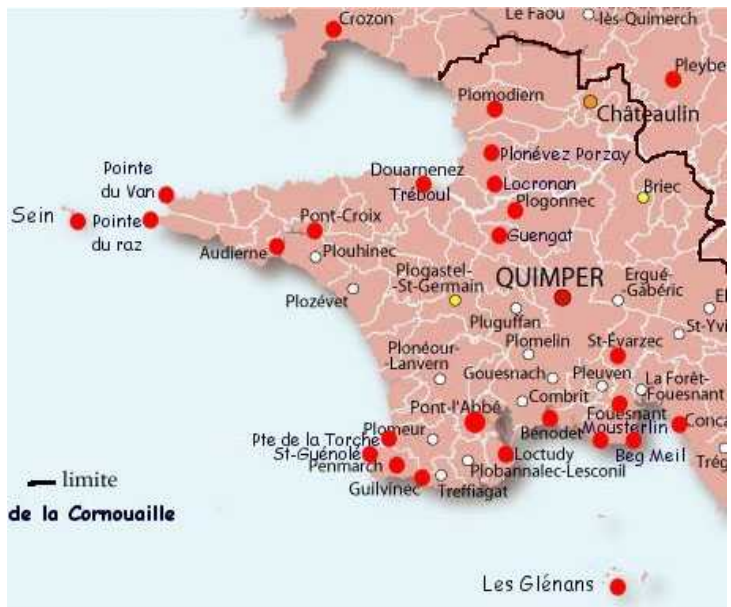 Crozon
Le Faou
-lès-Quimerch
Pleybe
Plomodiern
Châteaulin
Plonévez Porzay
Douarnenez
Tréboul
Locronan
Plogonnec
Briec
Pointe
du Van
Sein
Pointe
du raz
Pont-Croix
Audierne
Plouhinec
Guengat
Plogastel-
-St-Germain
QUIMPER
Ergué-
-Gabéric
El
Plozévet
Pluguffan
St-Yvi
Plomelin
St-Évarzec
Plonéour-
-Lanvern
Gouesnach
Pleuven
La Forêt-
-Fouesnant
Combrit
Pont-l'Abbé
Fouesnant
Bénodet
Mousterlin
Conca
Plomeur
Pte de la Torche
St-Guénolé
Penmarch
Loctudy
Beg Meil
Trég
Plobannalec-Lesconil
Guilvinec
Treffiagat
limite
de la Cornouaille
Les Glénans